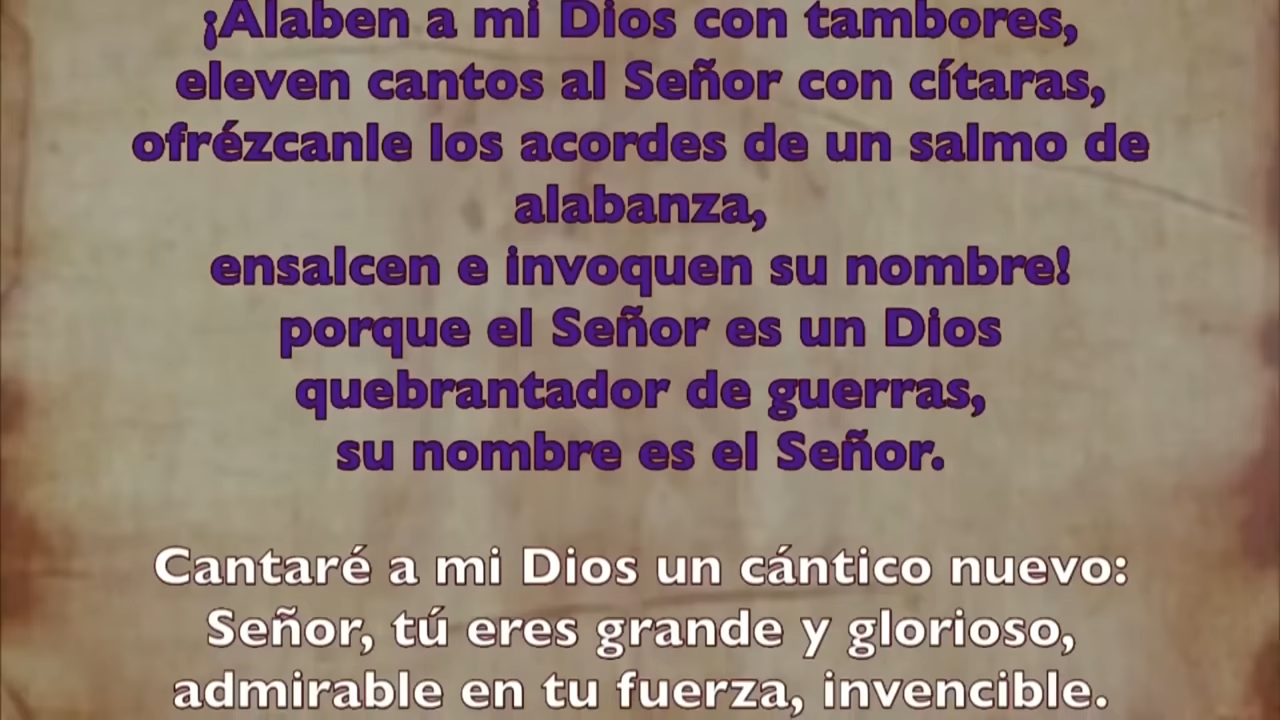 ¡Alaben a mi Dios con tambores,
eleven cantos al Señor con cítaras,
ofrézcanle los acordes de un salmo de
alabanza,
ensalcen e invoquen su nombre!
porque el Señor es un Dios
quebrantador de guerras,
su nombre es el Señor.
Cantaré a mi Dios un cántico nuevo:
Señor, tú eres grande y glorioso,
admirable en tu fuerza, invencible.